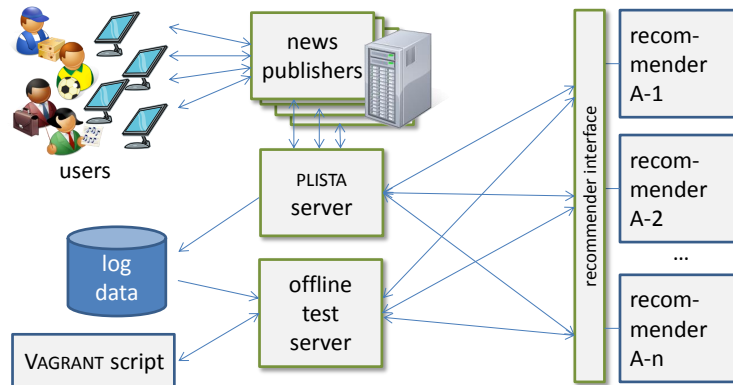 news
publishers
users
PLISTA
server
log
data
offline
test
server
VAGRANT script
recommender interface
recom-
mender
A-1
recom-
mender
A-2
...
recom-
mender
A-n